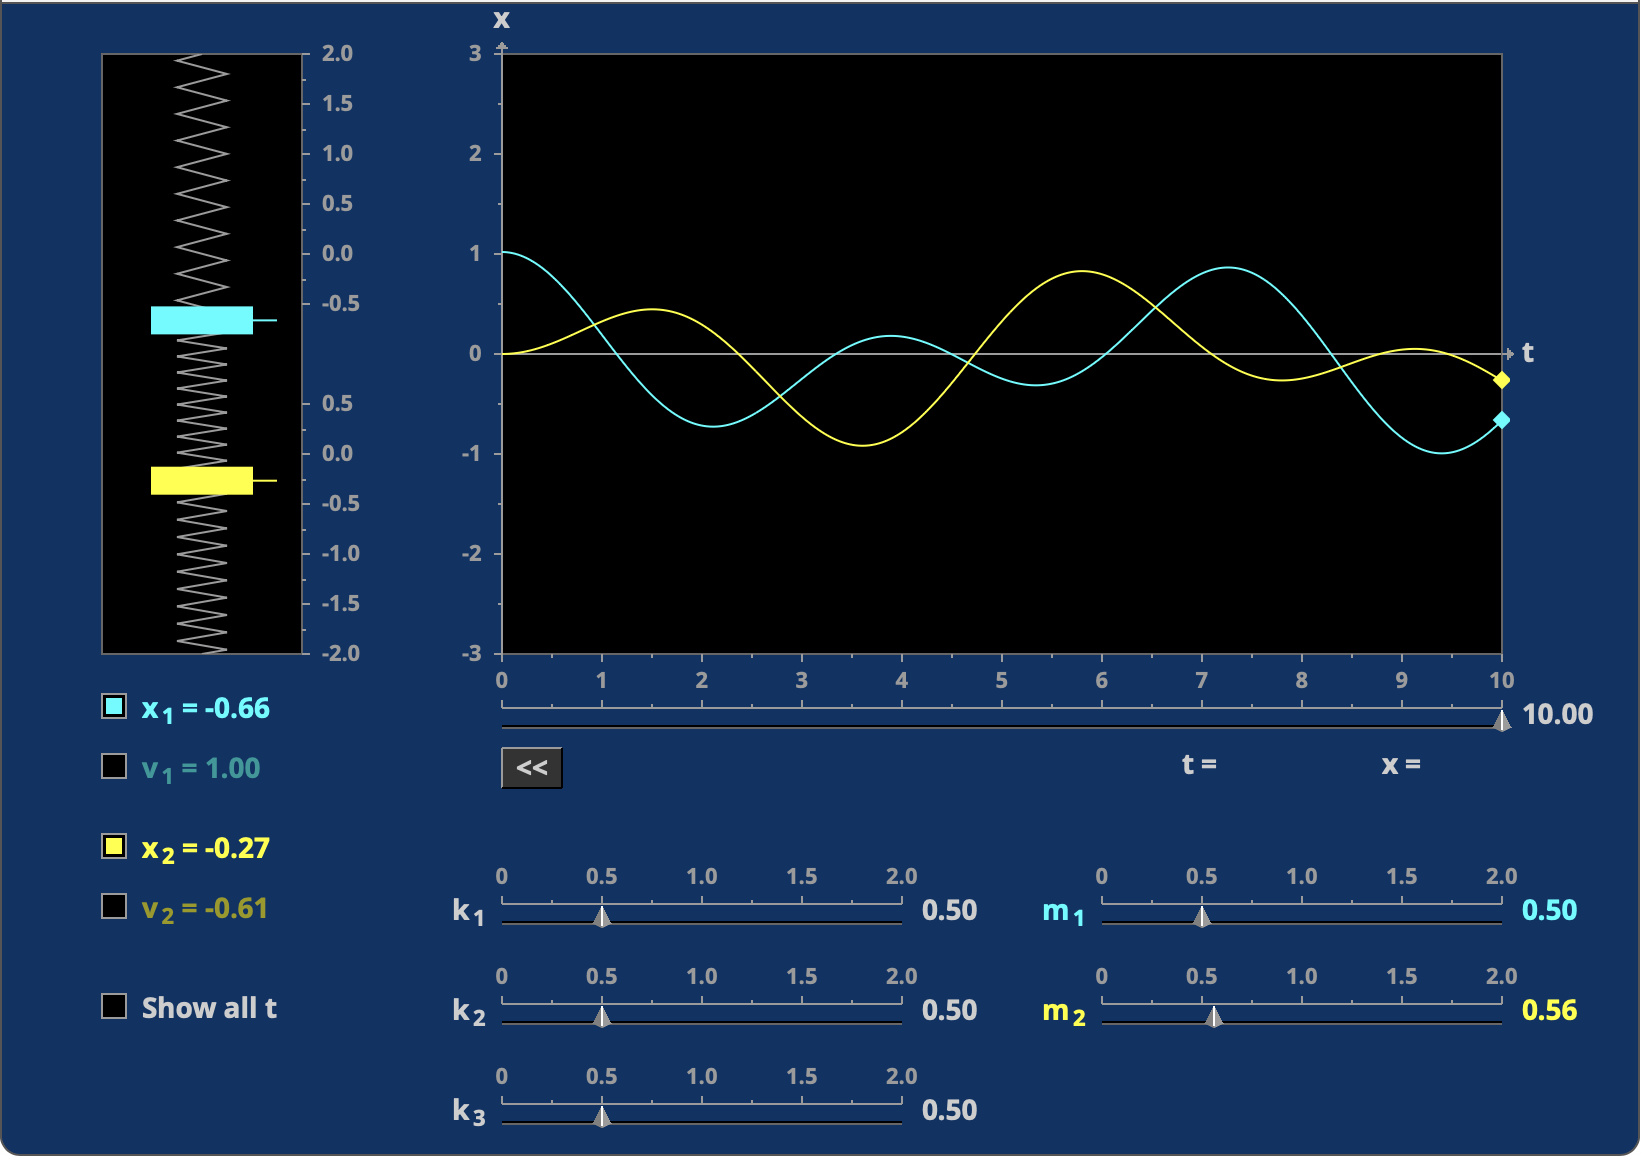 x
2.0
1.5
1.0
0.5
0.0
-0.5
0.5
0.0
-0.5
-1.0
-1.5
-2.0
3
2
1
0
-1
-2
-3
t
0 1 2 3 4 5 6 7 8 9 10
10.00
x1 = -0.66
v1 = 1.00
x2 = -0.27
v2 = -0.61
Show all t
<<
t =
x =
0 0.5 1.0 1.5 2.0
k1 0.50
0 0.5 1.0 1.5 2.0
m1 0.50
0 0.5 1.0 1.5 2.0
k2 0.50
0 0.5 1.0 1.5 2.0
m2 0.56
0 0.5 1.0 1.5 2.0
k3 0.50